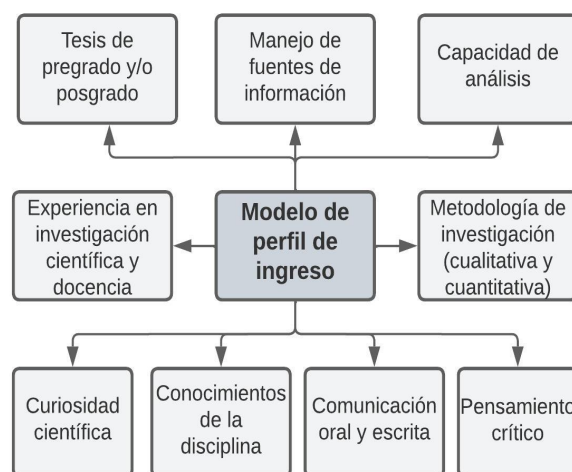 Tesis de
pregrado y/o
posgrado
Manejo de
fuentes de
información
Capacidad de
análisis
Experiencia en
investigación
científica y
docencia
Modelo de
perfil de
ingreso
Metodología de
investigación
(cualitativa y
cuantitativa)
Curiosidad
científica
Conocimientos
de la
disciplina
Comunicación
oral y escrita
Pensamiento
crítico